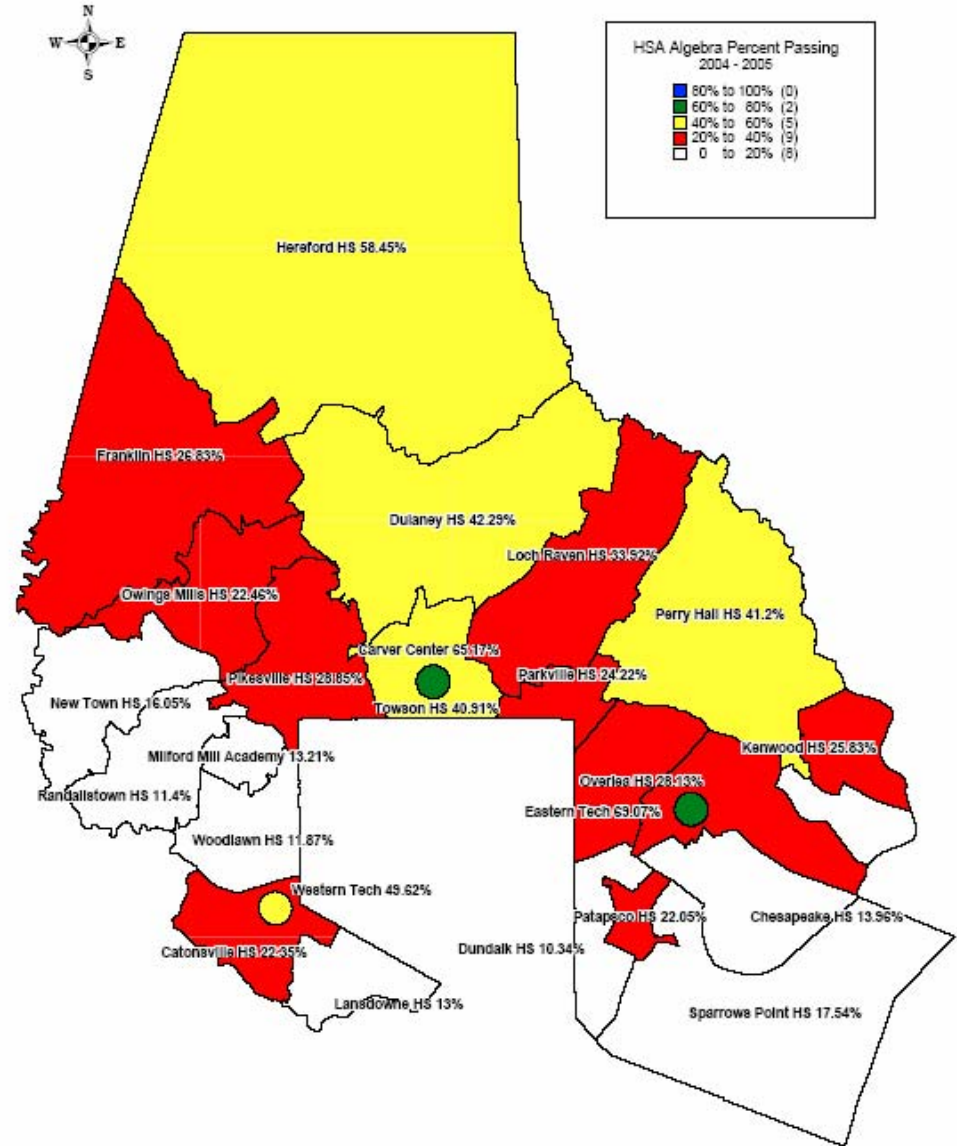 N
W E
S
HSA Algebra Percent Passing
2004 - 2005
80% to 100% (0)
60% to 80% (2)
40% to 60% (5)
20% to 40% (9)
0 to 20% (8)
Hereford HS 58.45%
Franklin HS 26.83%
Dulaney HS 42.29%
Loch Raven HS 33.92%
Owings Mills HS 22.46%
Perry Hall HS 41.2%
Carver Center 65.17%
Pikesville HS 28.85%
Parkville HS 24.22%
New Town HS 16.05%
Towson HS 40.91%
Milford Mill Academy 13.21%
Kenwood HS 25.83%
Overlea HS 28.13%
Randallstown HS 11.4%
Eastern Tech 69.07%
Woodlawn HS 11.87%
Western Tech 49.62%
Patapsco HS 22.05%
Chesapeake HS 13.96%
Catonsville HS 22.35%
Dundalk HS 10.34%
Lansdowne HS 13%
Sparrows Point HS 17.54%